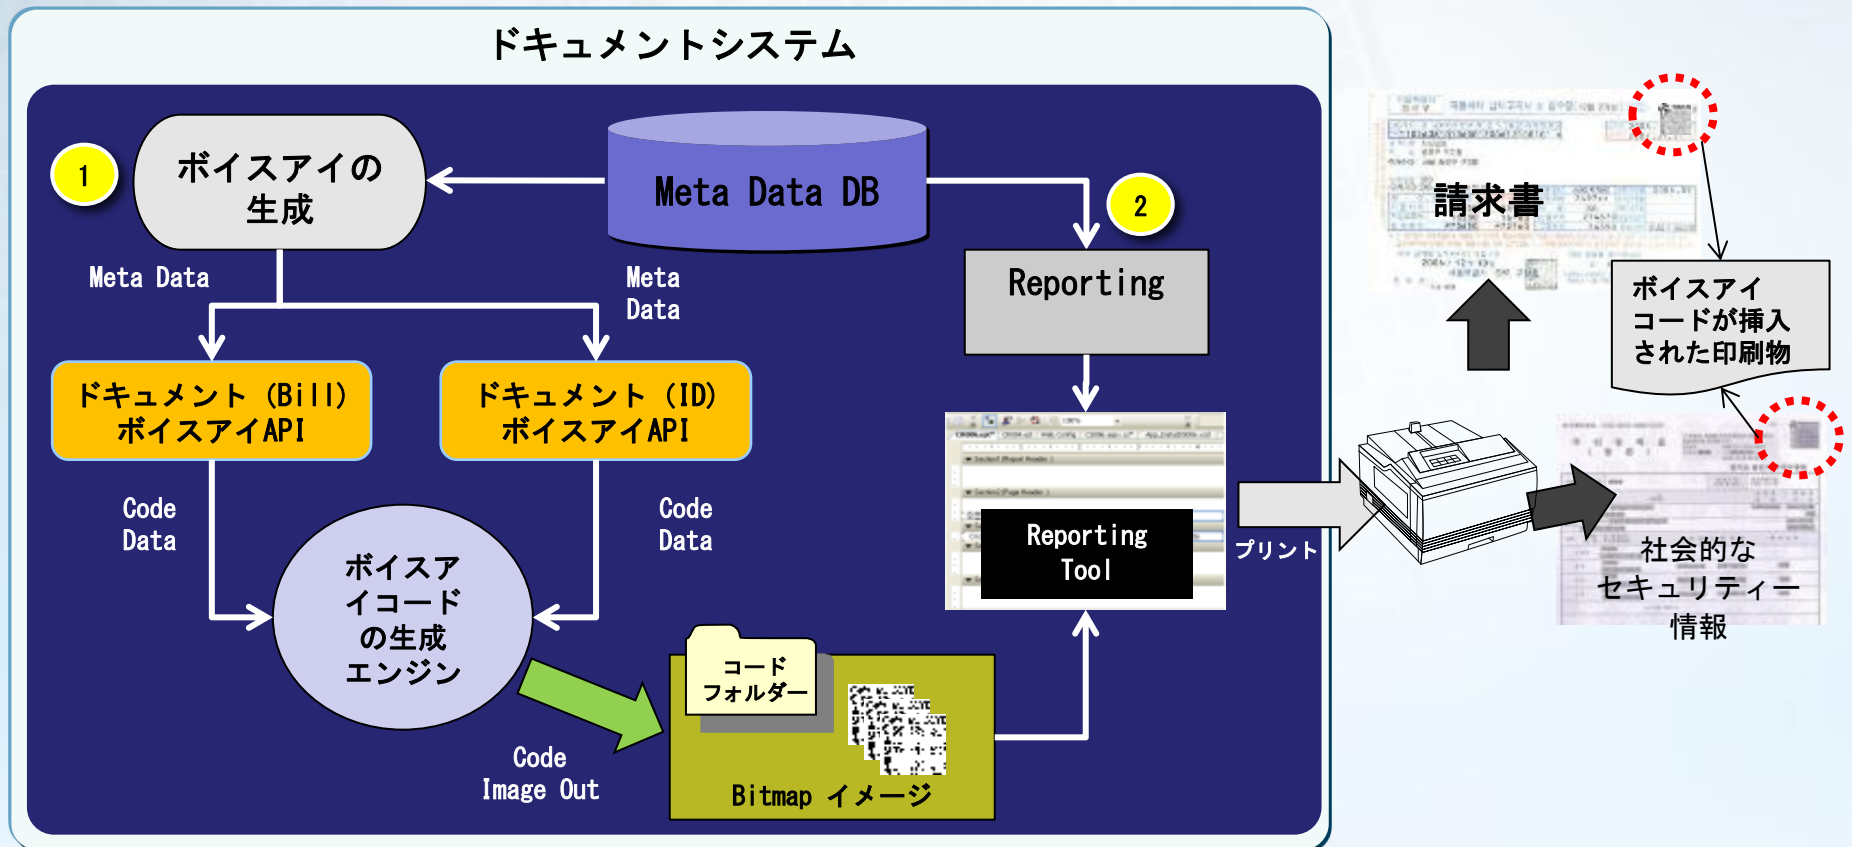 ドキュメントシステム
1
ボイスアイの
生成
Meta Data DB
2
Meta Data
Meta
Data
Reporting
ドキュメント (Bill)
ボイスアイAPI
ドキュメント (ID)
ボイスアイAPI
Code
Data
Code
Data
ボイスア
イコード
の生成
エンジン
Reporting
Tool
プリント
コード
フォルダー
Code
Image Out
Bitmap イメージ
請求書
ボイスアイ
コードが挿入
された印刷物
社会的な
セキュリティー
情報